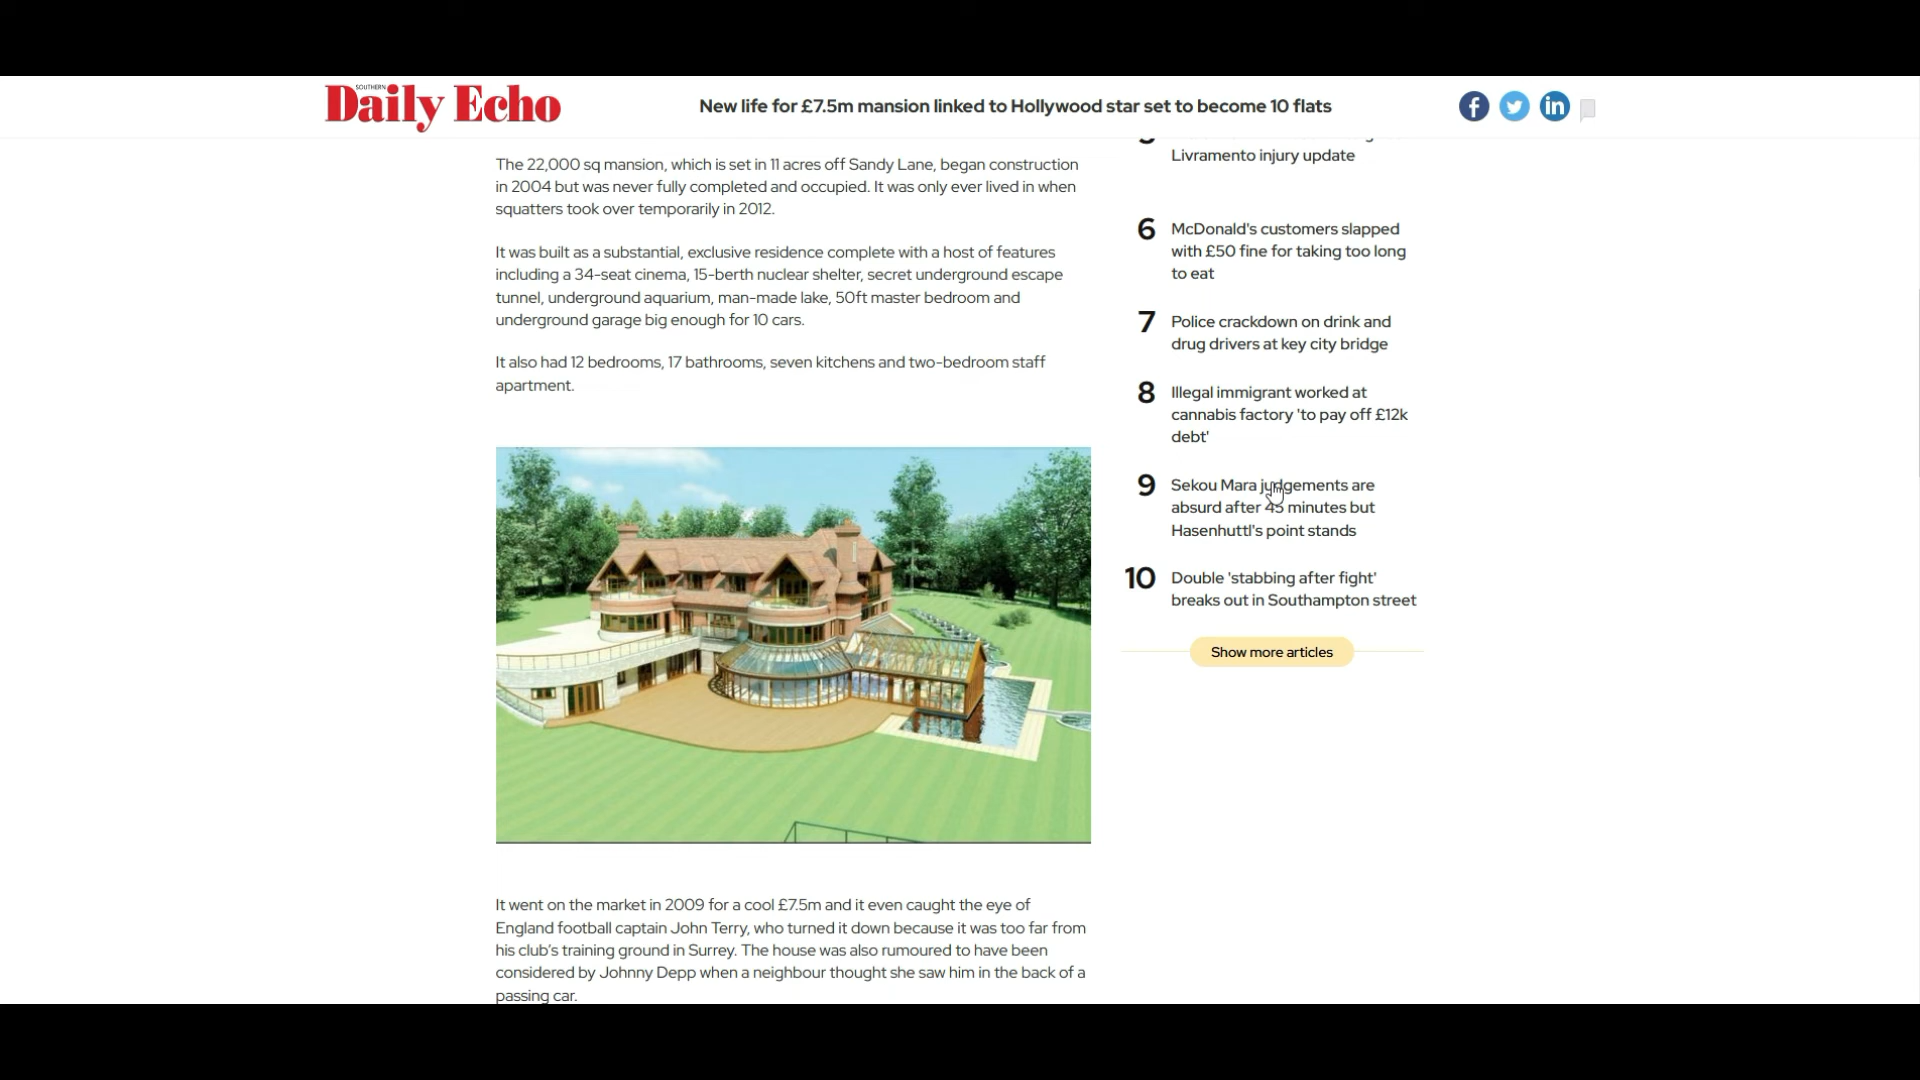 SOUTHERN
Daily Echo
New life for £7.5m mansion linked to Hollywood star set to become 10 flats
The 22,000 sq mansion, which is set in 11 acres off Sandy Lane, began construction
in 2004 but was never fully completed and occupied. It was only ever lived in when
squatters took over temporarily in 2012.
It was built as a substantial, exclusive residence complete with a host of features
including a 34-seat cinema, 15-berth nuclear shelter, secret underground escape
tunnel, underground aquarium, man-made lake, 50ft master bedroom and
underground garage big enough for 10 cars.
It also had 12 bedrooms, 17 bathrooms, seven kitchens and two-bedroom staff
apartment.
It went on the market in 2009 for a cool £7.5m and it even caught the eye of
England football captain John Terry, who turned it down because it was too far from
his club's training ground in Surrey. The house was also rumoured to have been
considered by Johnny Depp when a neighbour thought she saw him in the back of a
passing car.
Livramento injury update
6 McDonald's customers slapped
with £50 fine for taking too long
to eat
7 Police crackdown on drink and
drug drivers at key city bridge
8 Illegal immigrant worked at
cannabis factory 'to pay off £12k
debt'
9 Sekou Mara judgements are
absurd after 45 minutes but
Hasenhuttl's point stands
10 Double 'stabbing after fight'
breaks out in Southampton street
Show more articles